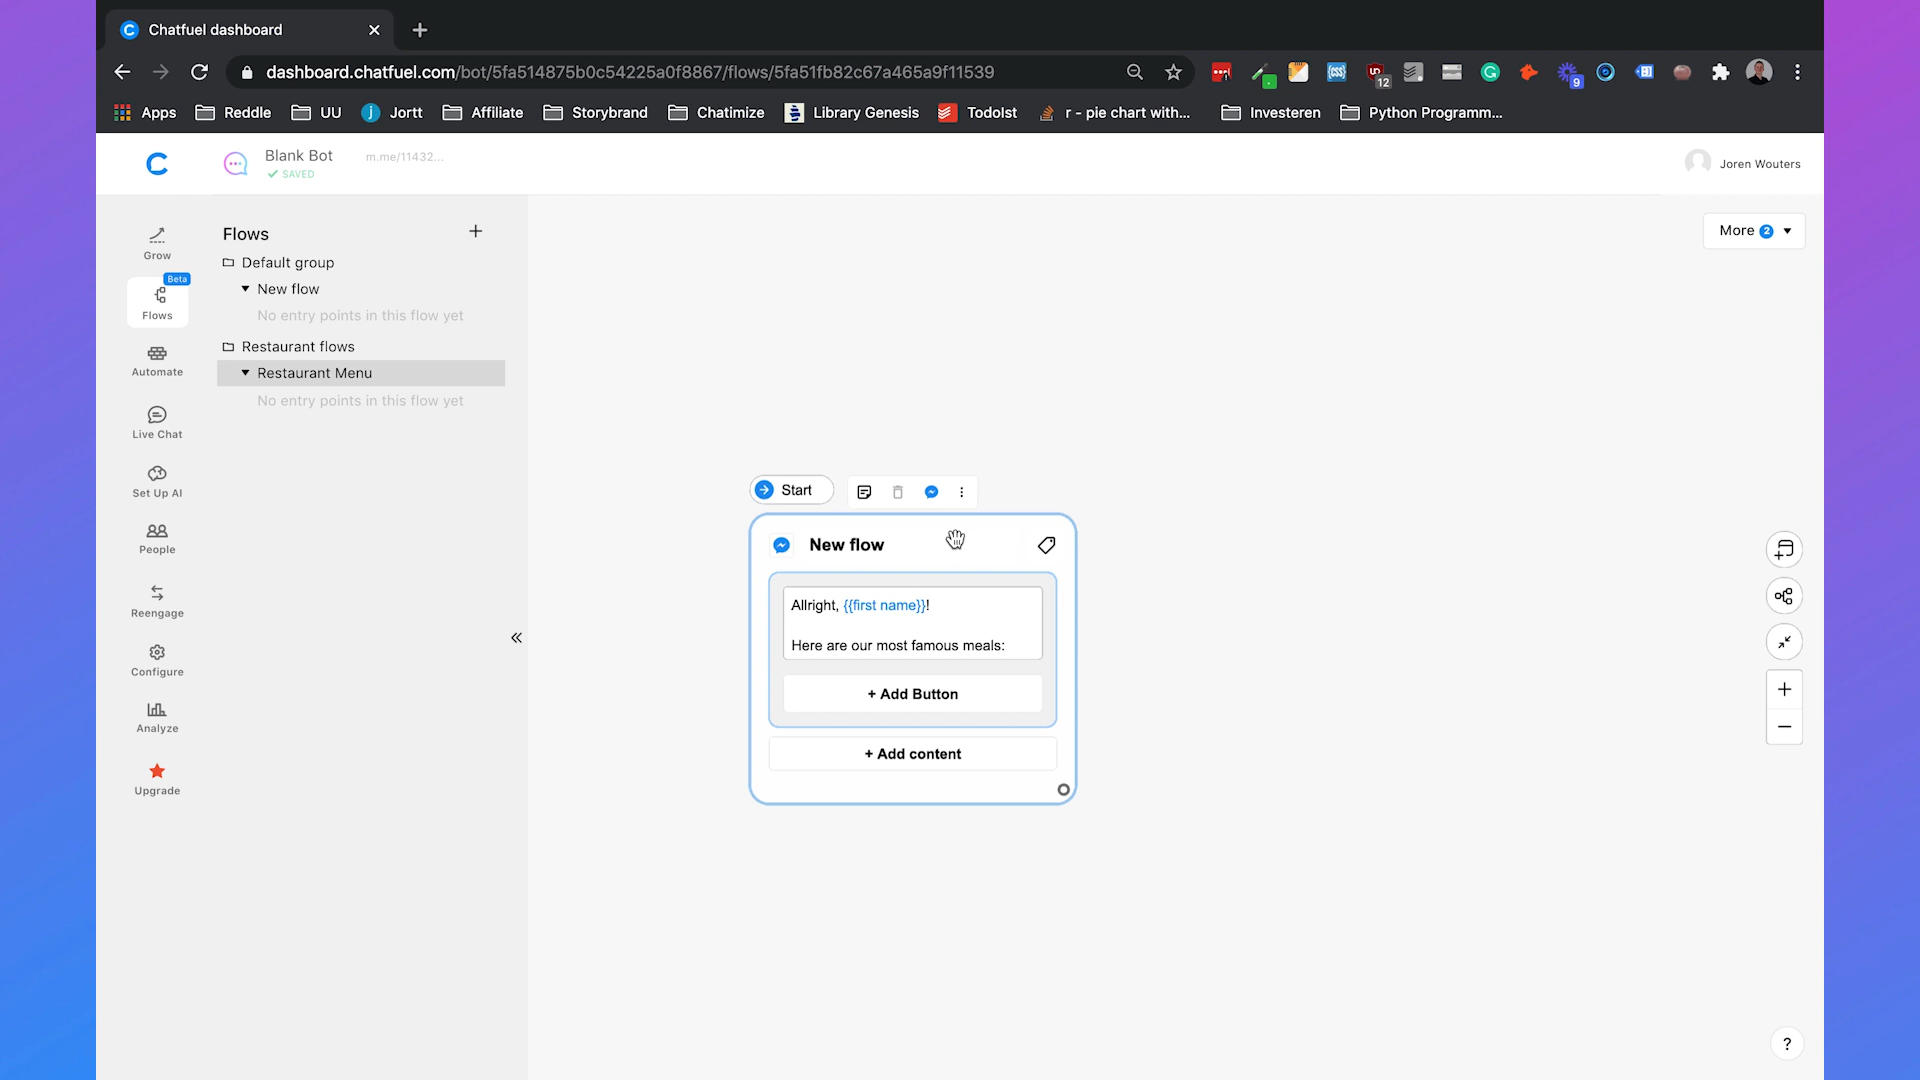 Chatfuel dashboard
dashboard.chatfuel.com/bot/5fa514875b0c54225a0f8867/flows/5fa51fb82c67a465a9f11539
12
9
Apps
Reddle
UU
Jortt
Affiliate
Storybrand
Chatimize
Library Genesis
TodoIst
r - pie chart with...
Investeren
Python Programm...
Blank Bot
m.me/11432...
SAVED
Joren Wouters
Grow
Beta
Flows
Automate
Live Chat
Set Up AI
People
Reengage
Configure
Analyze
Upgrade
Flows
Default group
New flow
No entry points in this flow yet
Restaurant flows
Restaurant Menu
No entry points in this flow yet
More 2
Start
New flow
Allright, {{first name}}!
Here are our most famous meals:
+ Add Button
+ Add content
?